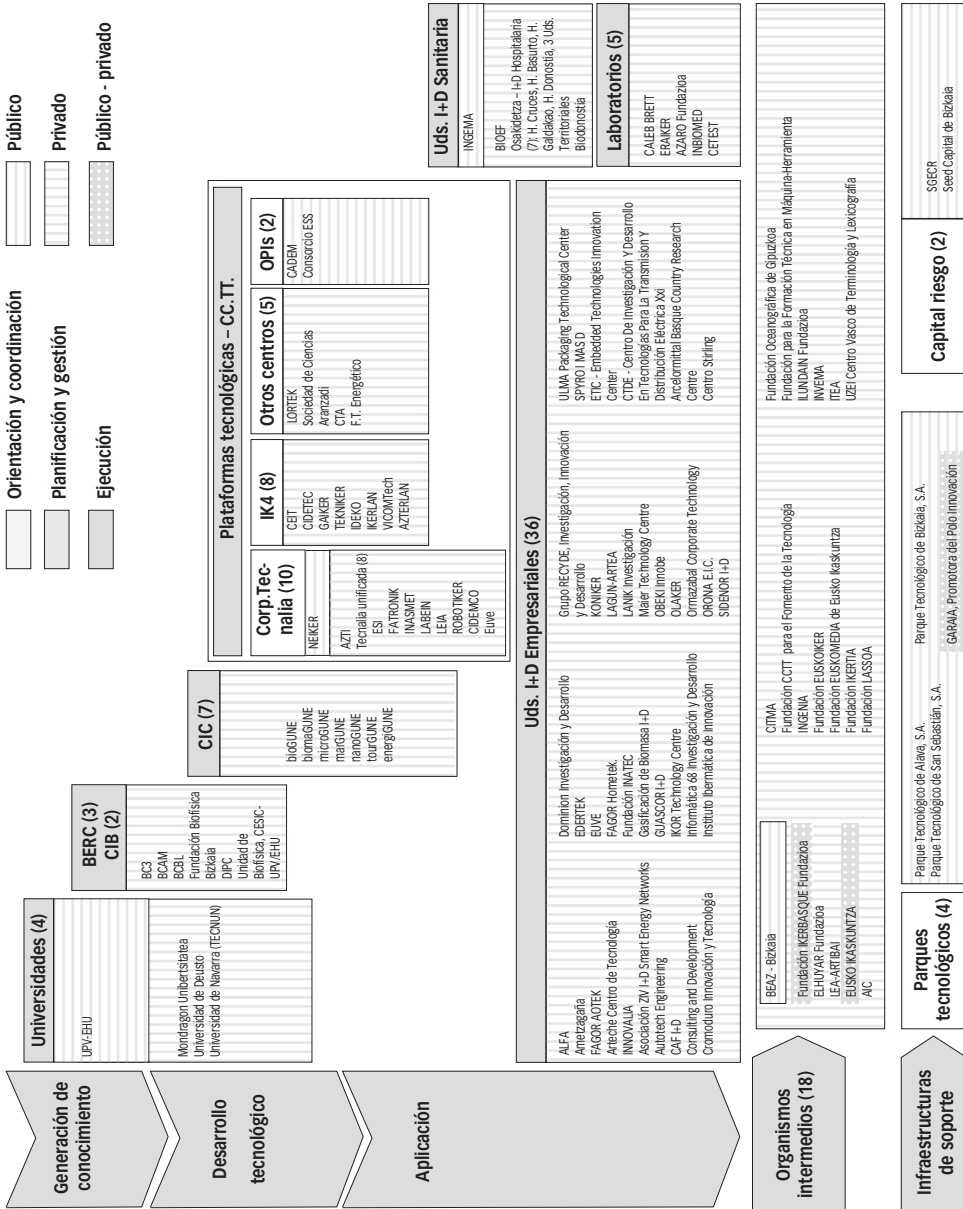 Orientación y coordinación
Planificación y gestión
Ejecución
Público
Privado
Público - privado
Generación de
conocimiento
Desarrollo
tecnológico
Aplicación
Universidades (4)
UPV-EHU
Mondragon Unibertsitatea
Universidad de Deusto
Universidad de Navarra (TECNUN)
BERC (3)
CIB (2)
BC3
BCAM
BCBL
Fundación Biofísica
Bizkaia
DIPC
Unidad de
Biofísica, CESIC-
UPV/EHU
CIC (7)
bioGUNE
biomaGUNE
microGUNE
marGUNE
nanoGUNE
tourGUNE
energiGUNE
Plataformas tecnológicas – CC.TT.
Corp.Tec-
nalia (10)
NEIKER
AZTI
Tecnalia unificada (8)
ESI
FATRONIK
INASMET
LABEIN
LEIA
ROBOTIKER
CIDEMCO
Euve
IK4 (8)
CEIT
CIDETEC
GAIKER
TEKNIKER
IDEKO
IKERLAN
VICOMTech
AZTERLAN
Otros centros (5)
LORTEK
Sociedad de Ciencias
Aranzadi
CTA
F.T. Energético
OPIs (2)
CADEM
Consorcio ESS
Uds. I+D Sanitaria
INGEMA
BIOEF
Osakidetza – I+D Hospitalaria
(7): H. Cruces, H. Basurto, H.
Galdakao, H. Donostia, 3 Uds.
Territoriales
Biodonostia
Laboratorios (5)
CALEB BRETT
ERAIKER
AZARO Fundazioa
INBIOMED
CETEST
Uds. I+D Empresariales (36)
ALFA
Ametzagaña
FAGOR AOTEK
Arteche Centro de Tecnología
INNOVALIA
Asociación ZIV I+D Smart Energy Networks
Autotech Engineering
CAF I+D
Consulting and Development
Cromoduro Innovación y Tecnología
Dominion Investigación y Desarrollo
EDERTEK
EUVE
FAGOR Hometek.
Fundación INATEC
Gasificación de Biomasa I+D
GUASCOR I+D
IKOR Technology Centre
Informática 68 Investigación y Desarrollo
Instituto Ibermática de Innovación
Grupo RECYDE, Investigación, Innovación
y Desarollo
KONIKER
LAGUN-ARTEA
LANIK Investigación
Maier Technology Centre
OBEKI Innobe
OLAKER
Ormazabal Corporate Technology
ORONA E.I.C.
SIDENOR I+D
ULMA Packaging Technological Center
SPYRO I MAS D
ETIC - Embedded Technologies Innovation
Center
CTDE - Centro De Investigación Y Desarrollo
En Tecnologías Para La Transmision Y
Distribución Eléctrica Xxi
Arcelormittal Basque Country Research
Centre
Centro Stirling
Organismos
intermedios (18)
BEAZ - Bizkaia
Fundación IKERBASQUE Fundazioa
ELHUYAR Fundazioa
LEA-ARTIBAI
EUSKO IKASKUNTZA
AIC
CITMA
Fundación CCTT para el Fomento de la Tecnología
INGENIA
Fundación EUSKOIKER
Fundación EUSKOMEDIA de Eusko Ikaskuntza
Fundación IKERTIA
Fundación LASSOA
Fundación Oceanográfica de Gipuzkoa
Fundación para la Formación Técnica en Máquina-Herramienta
ILUNDAIN Fundazioa
INVEMA
ITEA
UZEI Centro Vasco de Terminología y Lexicografía
Infraestructuras
de soporte
Parques
tecnológicos (4)
Parque Tecnológico de Alava, S.A.
Parque Tecnológico de San Sebastián, S.A.
Parque Tecnológico de Bizkaia, S.A.
GARAIA, Promotora del Polo Innovación
Capital riesgo (2)
SGECR
Seed Capital de Bizkaia